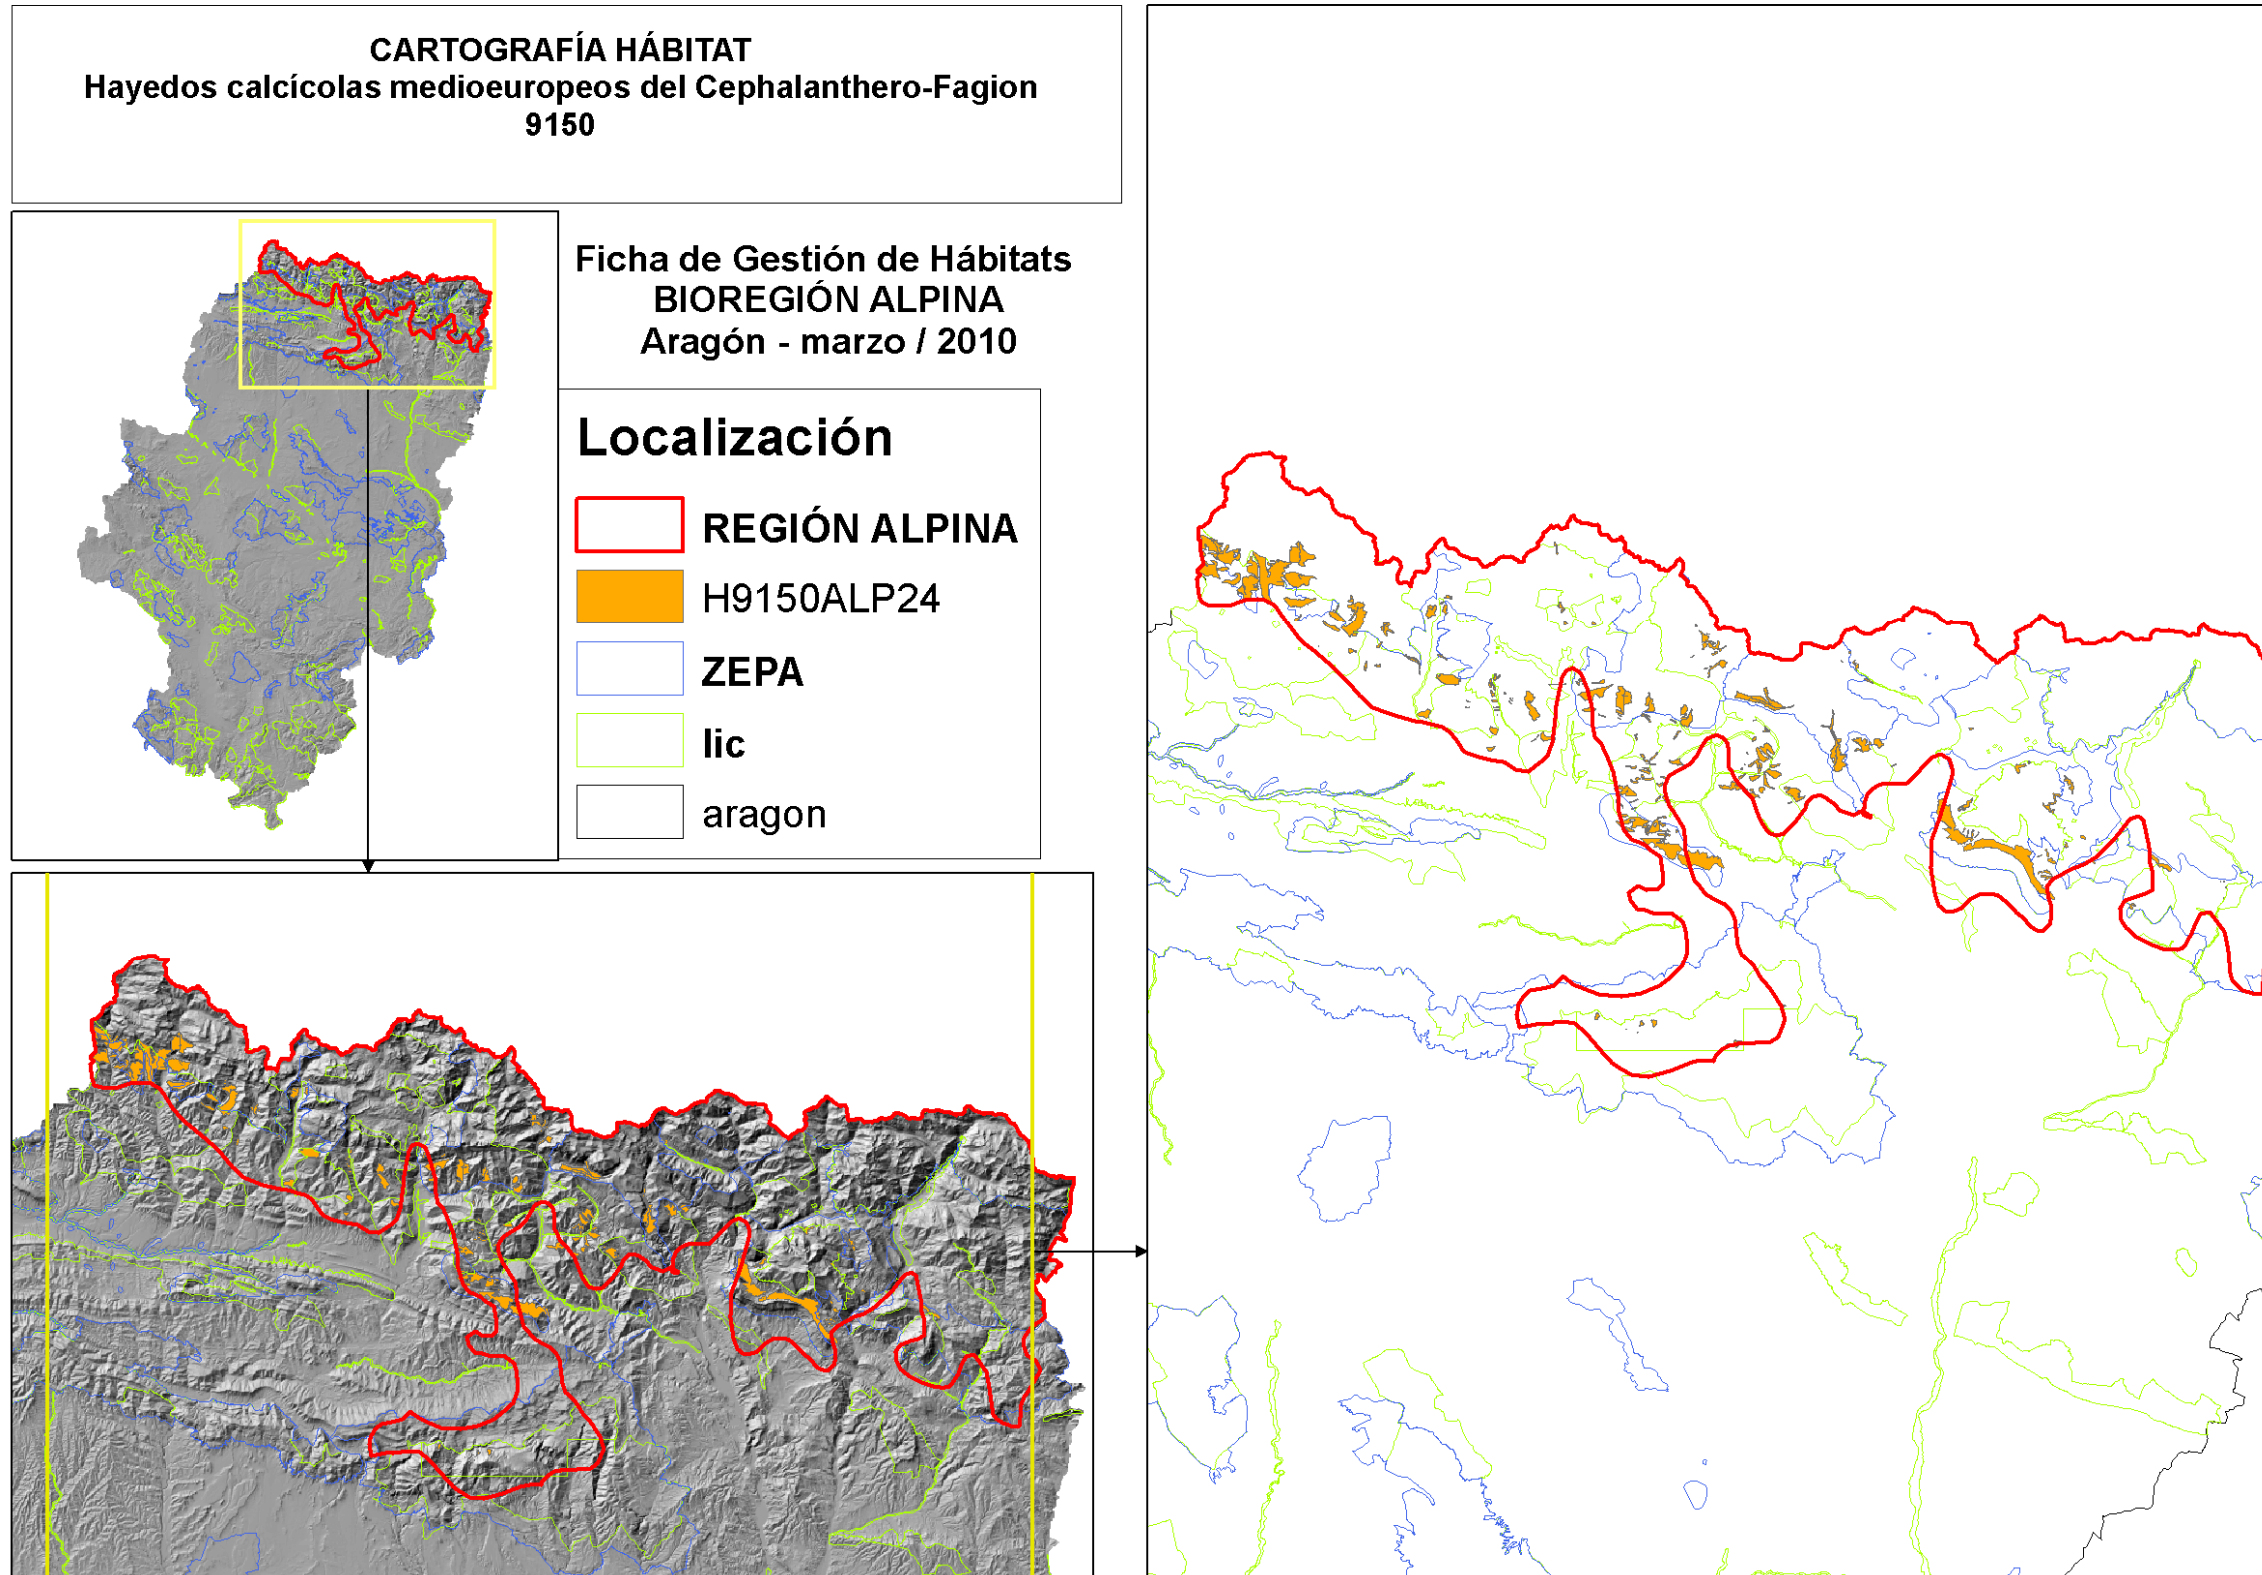 CARTOGRAFÍA HÁBITAT
Hayedos calcícolas medioeuropeos del Cephalanthero-Fagion
9150
Ficha de Gestión de Hábitats
BIOREGIÓN ALPINA
Aragón - marzo / 2010
Localización
REGIÓN ALPINA
H9150ALP24
ZEPA
lic
aragon